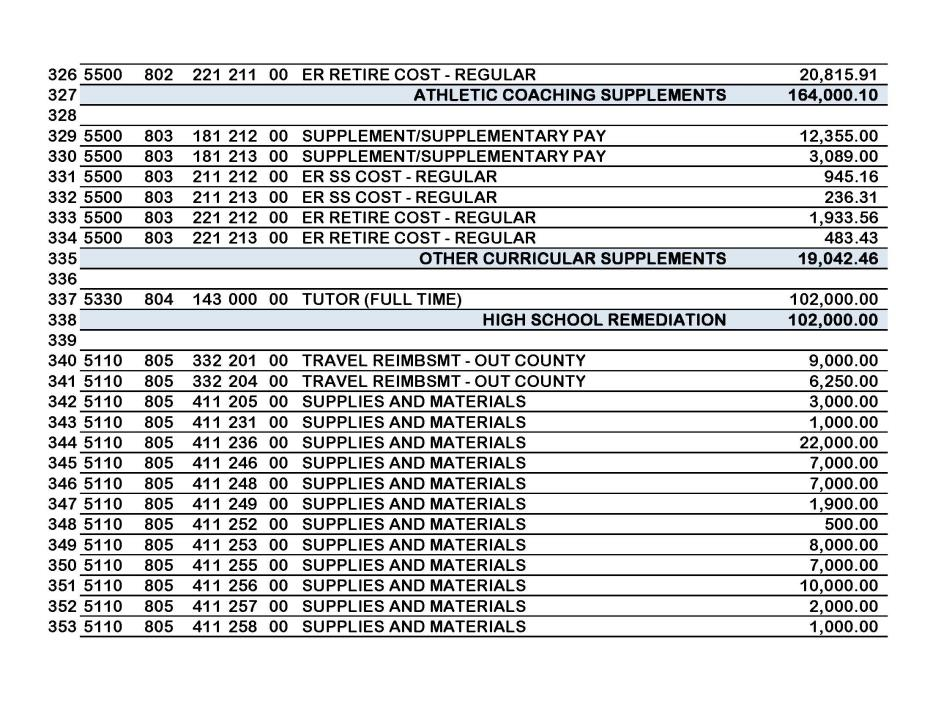 326 5500 802 221 211 00 ER RETIRE COST - REGULAR 20,815.91
327 ATHLETIC COACHING SUPPLEMENTS 164,000.10
328
329 5500 803 181 212 00 SUPPLEMENT/SUPPLEMENTARY PAY 12,355.00
330 5500 803 181 213 00 SUPPLEMENT/SUPPLEMENTARY PAY 3,089.00
331 5500 803 211 212 00 ER SS COST - REGULAR 945.16
332 5500 803 211 213 00 ER SS COST - REGULAR 236.31
333 5500 803 221 212 00 ER RETIRE COST - REGULAR 1,933.56
334 5500 803 221 213 00 ER RETIRE COST - REGULAR 483.43
335 OTHER CURRICULAR SUPPLEMENTS 19,042.46
336
337 5330 804 143 000 00 TUTOR (FULL TIME) 102,000.00
338 HIGH SCHOOL REMEDIATION 102,000.00
339
340 5110 805 332 201 00 TRAVEL REIMBSMT - OUT COUNTY 9,000.00
341 5110 805 332 204 00 TRAVEL REIMBSMT - OUT COUNTY 6,250.00
342 5110 805 411 205 00 SUPPLIES AND MATERIALS 3,000.00
343 5110 805 411 231 00 SUPPLIES AND MATERIALS 1,000.00
344 5110 805 411 236 00 SUPPLIES AND MATERIALS 22,000.00
345 5110 805 411 246 00 SUPPLIES AND MATERIALS 7,000.00
346 5110 805 411 248 00 SUPPLIES AND MATERIALS 7,000.00
347 5110 805 411 249 00 SUPPLIES AND MATERIALS 1,900.00
348 5110 805 411 252 00 SUPPLIES AND MATERIALS 500.00
349 5110 805 411 253 00 SUPPLIES AND MATERIALS 8,000.00
350 5110 805 411 255 00 SUPPLIES AND MATERIALS 7,000.00
351 5110 805 411 256 00 SUPPLIES AND MATERIALS 10,000.00
352 5110 805 411 257 00 SUPPLIES AND MATERIALS 2,000.00
353 5110 805 411 258 00 SUPPLIES AND MATERIALS 1,000.00